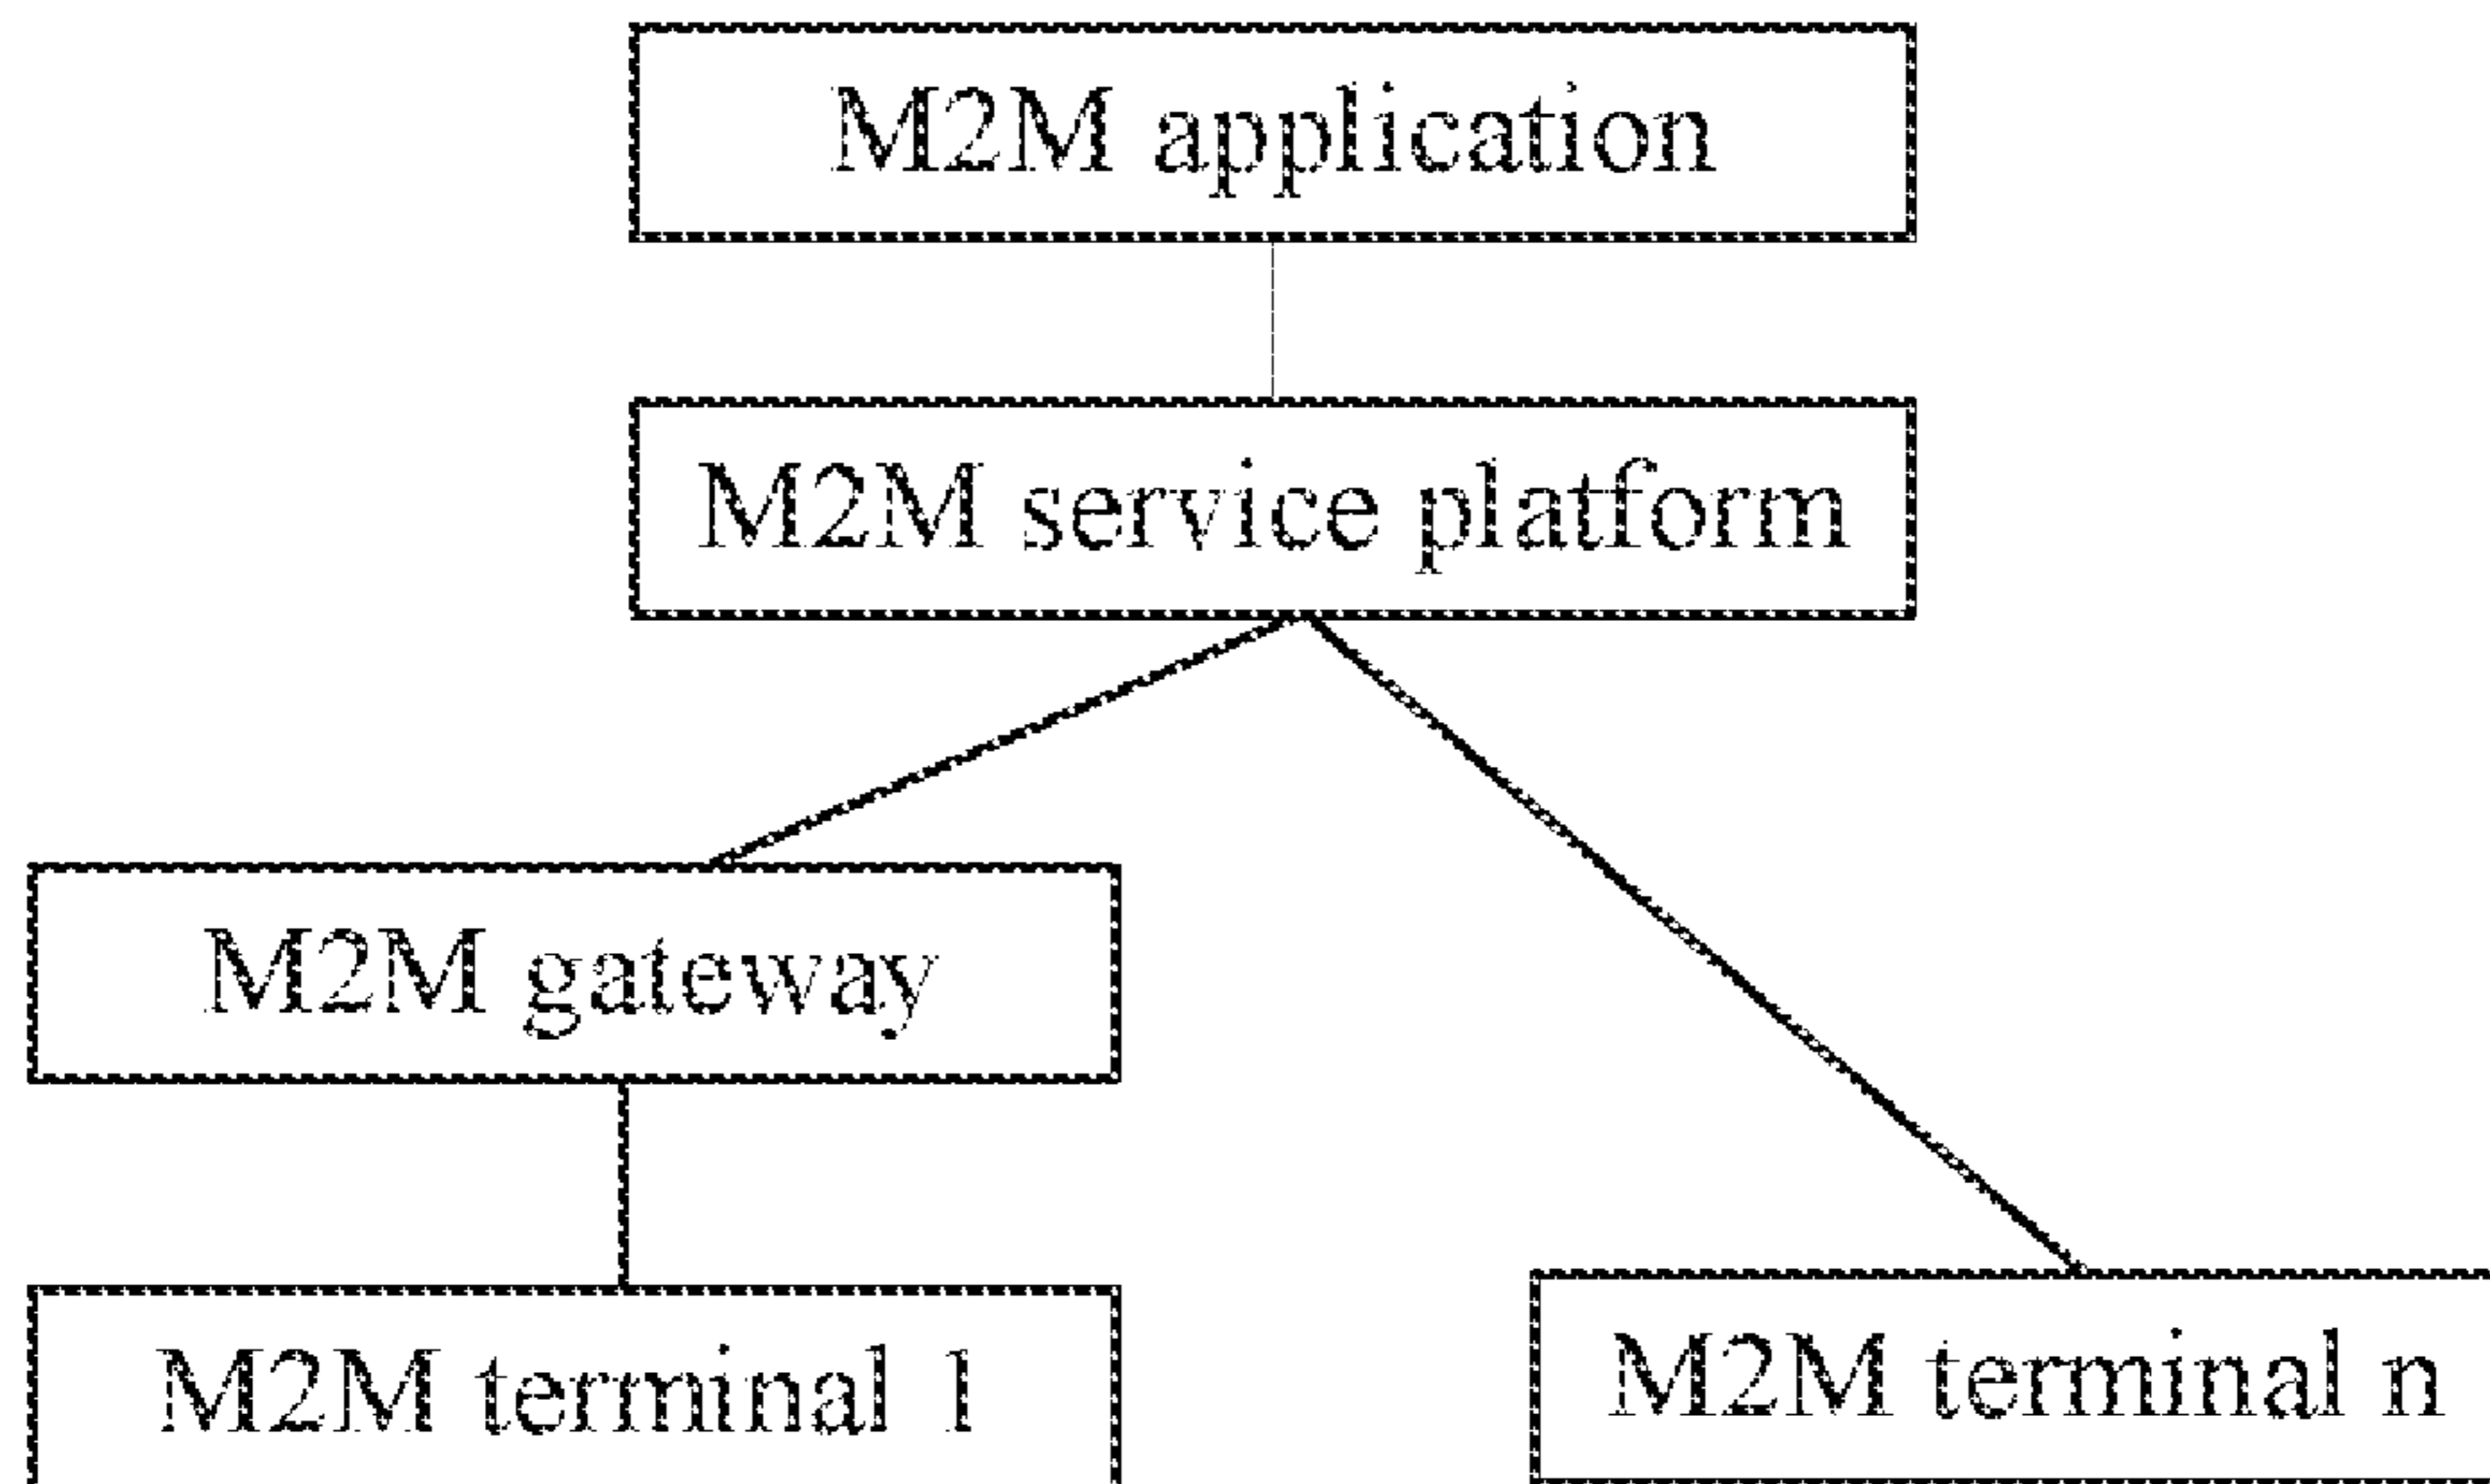 M2M application
M2M service platform
M2M gateway
M2M terminal 1
M2M terminal n